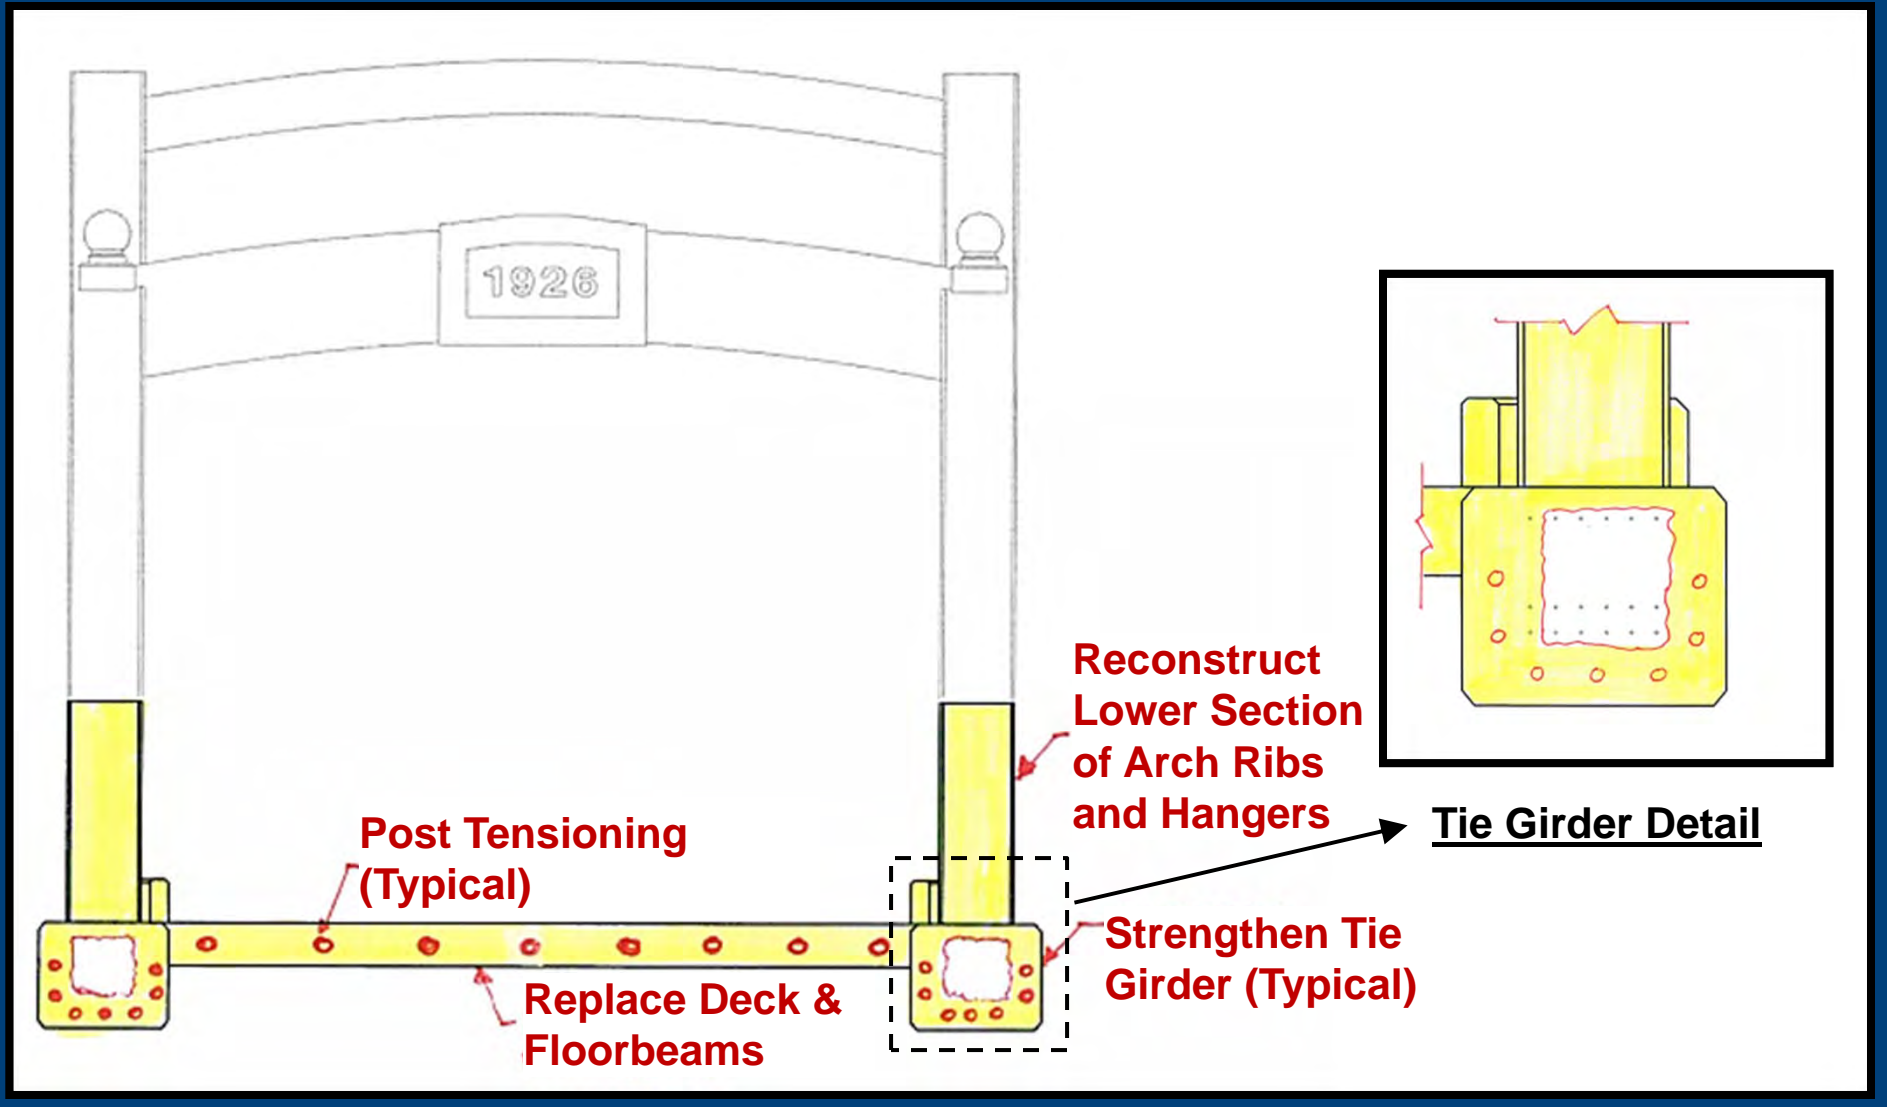 1926
Reconstruct
Lower Section
of Arch Ribs
and Hangers
Post Tensioning
(Typical)
Tie Girder Detail
Strengthen Tie
Girder (Typical)
Replace Deck &
Floorbeams